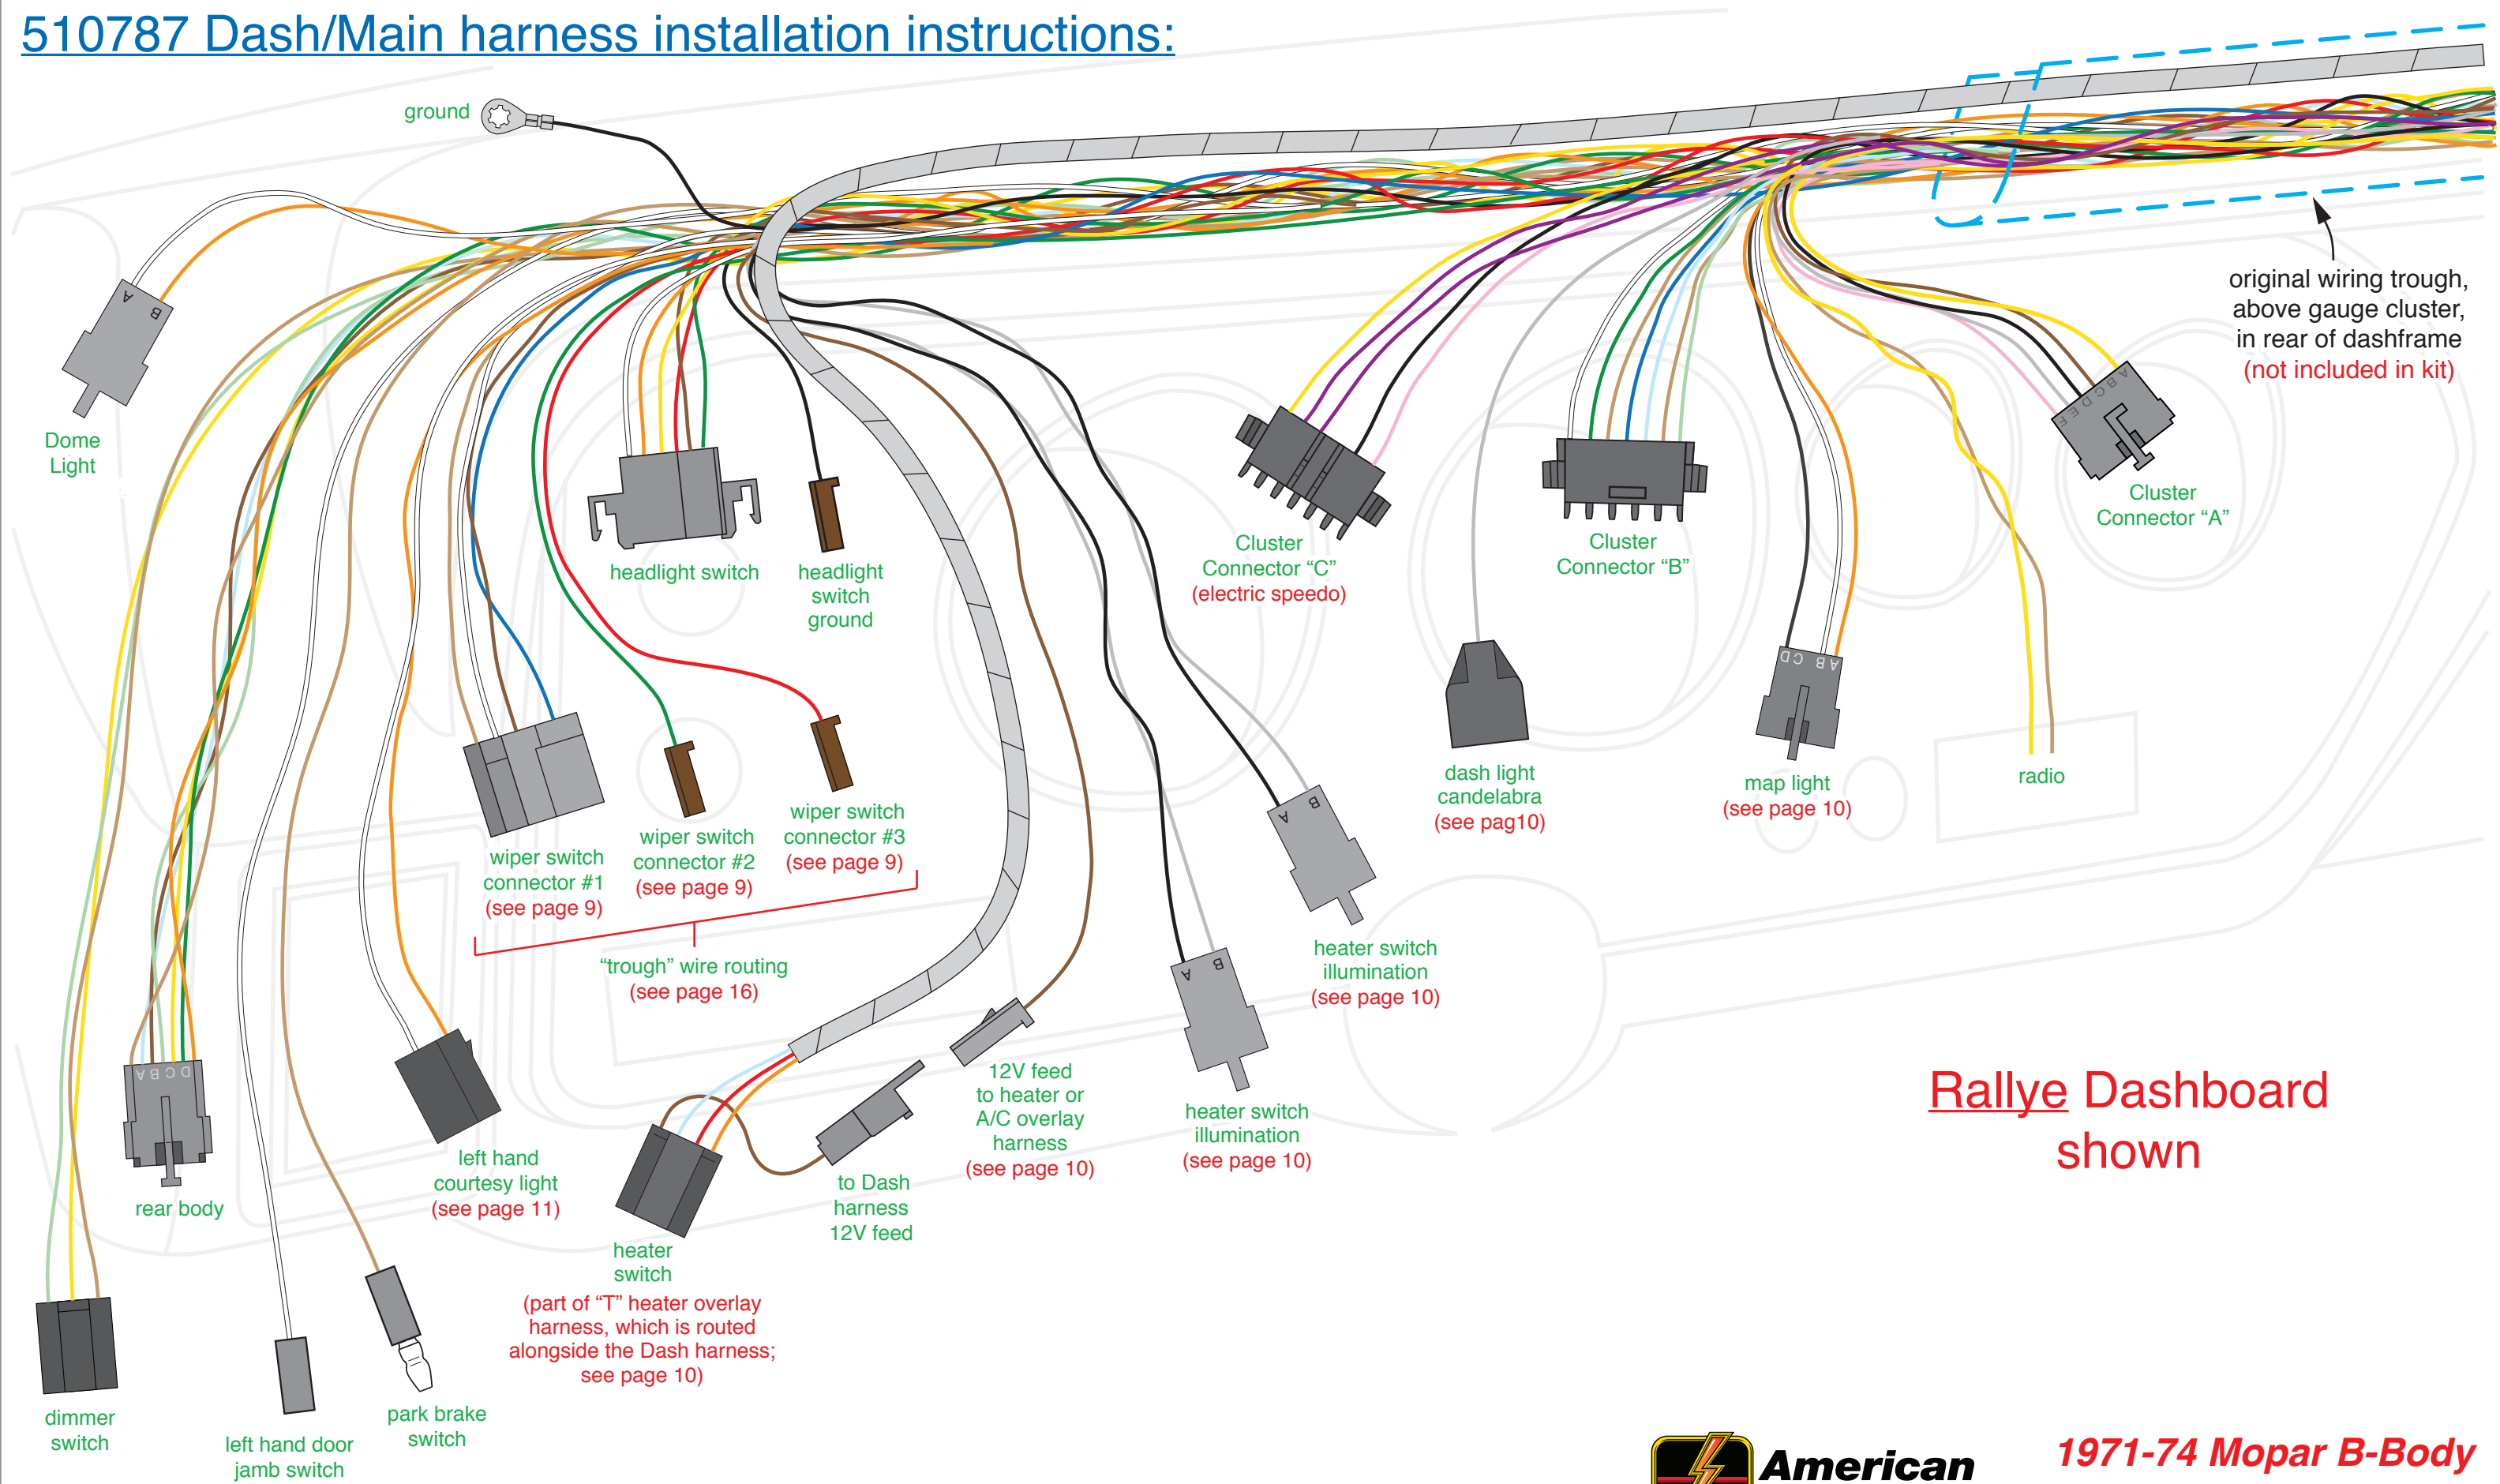 510787 Dash/Main harness installation instructions:
ground
original wiring trough,
above gauge cluster,
in rear of dashframe
(not included in kit)
A
B
Dome
Light
headlight switch
headlight
switch
ground
Cluster
Connector “C”
(electric speedo)
Cluster
Connector “B”
A B C D E F
Cluster
Connector “A”
wiper switch
connector #1
(see page 9)
wiper switch
connector #2
(see page 9)
wiper switch
connector #3
(see page 9)
“trough” wire routing
(see page 16)
dash light
candelabra
(see pag10)
D C B A
map light
(see page 10)
radio
A B
heater switch
illumination
(see page 10)
A B
heater switch
illumination
(see page 10)
12V feed
to heater or
A/C overlay
harness
(see page 10)
to Dash
harness
12V feed
heater
switch
(part of “T” heater overlay
harness, which is routed
alongside the Dash harness;
see page 10)
left hand
courtesy light
(see page 11)
A B C D
rear body
dimmer
switch
left hand door
jamb switch
park brake
switch
Rallye Dashboard
shown
American
1971-74 Mopar B-Body